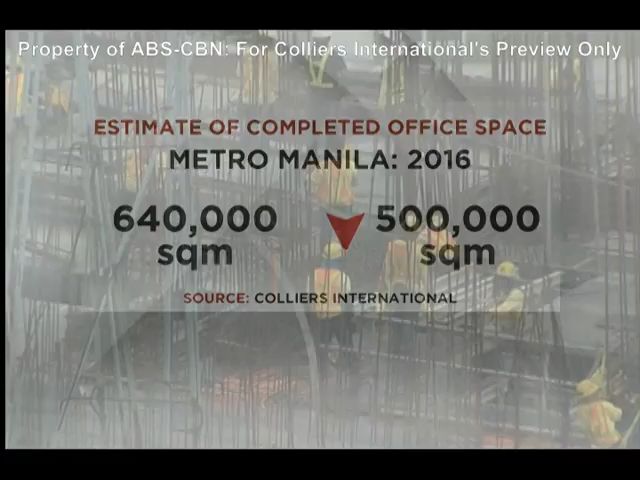 Property of ABS-CBN: For Colliers International's Preview Only
ESTIMATE OF COMPLETED OFFICE SPACE
METRO MANILA: 2016
640,000 500,000
sqm sqm
SOURCE: COLLIERS INTERNATIONAL